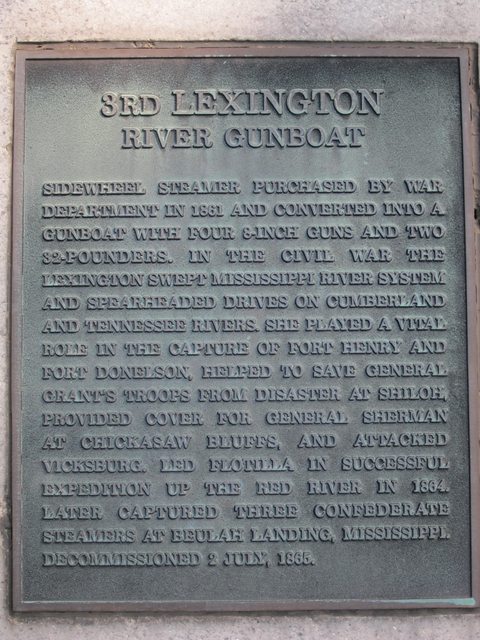 3RD LEXINGTON
RIVER GUNBOAT
SIDEWHEEL STEAMER PURCHASED BY WAR
DEPARTMENT IN 1861 AND CONVERTED INTO A
GUNBOAT WITH FOUR 8-INCH GUNS AND TWO
32-POUNDERS. IN THE CIVIL WAR THE
LEXINGTON SWEPT MISSISSIPPI RIVER SYSTEM
AND SPEARHEADED DRIVES ON CUMBERLAND
AND TENNESSEE RIVERS. SHE PLAYED A VITAL
ROLE IN THE CAPTURE OF FORT HENRY AND
FORT DONELSON, HELPED TO SAVE GENERAL
GRANT'S TROOPS FROM DISASTER AT SHILOH,
PROVIDED COVER FOR GENERAL SHERMAN
AT CHICKASAW BLUFFS, AND ATTACKED
VICKSBURG. LED FLOTILLA IN SUCCESSFUL
EXPEDITION UP THE RED RIVER IN 1864.
LATER CAPTURED THREE CONFEDERATE
STEAMERS AT BEULAH LANDING, MISSISSIPPI.
DECOMMISSIONED 2 JULY, 1865.